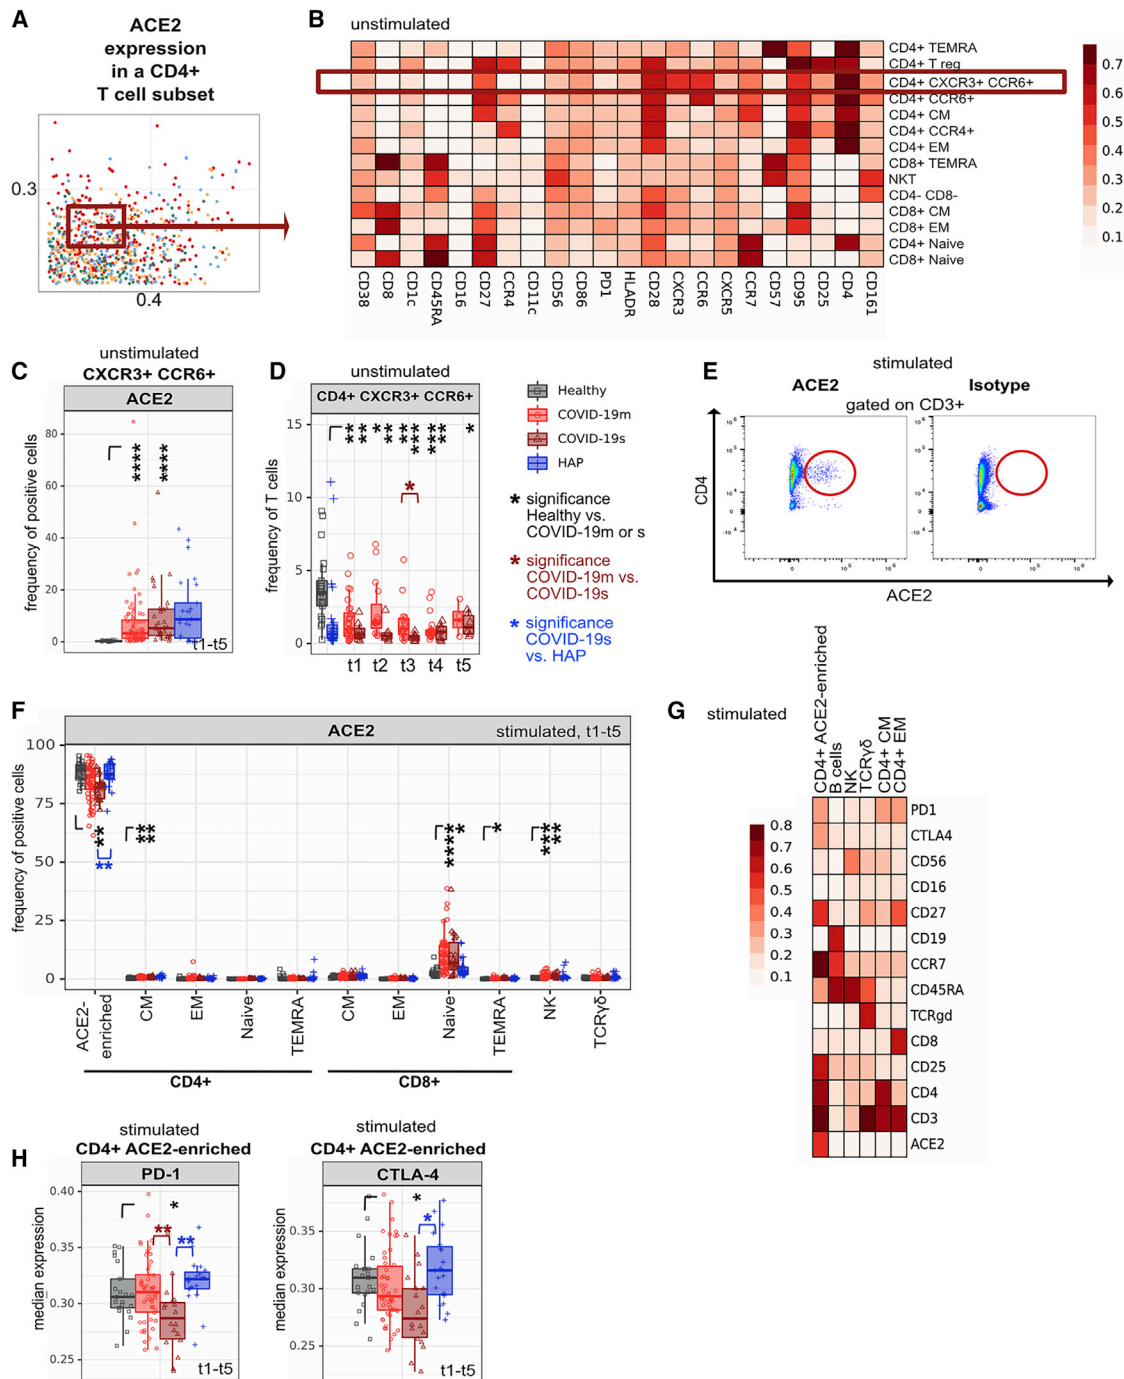 A
ACE2
expression
in a CD4+
T cell subset
0.3
0.4
B
unstimulated
CD4+ TEMRA
CD4+ T reg
CD4+ CXCR3+ CCR6+
CD4+ CCR6+
CD4+ CM
CD4+ CCR4+
CD4+ EM
CD8+ TEMRA
NKT
CD4- CD8-
CD8+ CM
CD8+ EM
CD4+ Naive
CD8+ Naive
CD38
CD8
CD1c
CD45RA
CD16
CD27
CCR4
CD11c
CD56
CD86
PD1
HLADR
CD28
CXCR3
CCR6
CXCR5
CCR7
CD57
CD95
CD25
CD4
CD161
0.7
0.6
0.5
0.4
0.3
0.2
0.1
C
unstimulated
CXCR3+ CCR6+
ACE2
frequency of positive cells
80
60
40
20
0
****
****
t1-t5
D
unstimulated
CD4+ CXCR3+ CCR6+
frequency of T cells
15
10
5
0
**
**
*
**
***
****
****
***
*
*
t1 t2 t3 t4 t5
Healthy
COVID-19m
COVID-19s
HAP
* significance
Healthy vs.
COVID-19m or s
* significance
COVID-19m vs.
COVID-19s
* significance
COVID-19s
vs. HAP
E
stimulated
ACE2 Isotype
gated on CD3+
CD4
ACE2
F
ACE2 stimulated, t1-t5
frequency of positive cells
100
75
50
25
0
**
**
**
**
****
*
*
***
**
ACE2-
enriched
CM
EM
Naive
TEMRA
CM
EM
Naive
TEMRA
NK
TCRγδ
CD4+ CD8+
G
stimulated
CD4+ ACE2-enriched
B cells
NK
TCRγδ
CD4+ CM
CD4+ EM
0.8
0.7
0.6
0.5
0.4
0.3
0.2
0.1
PD1
CTLA4
CD56
CD16
CD27
CD19
CCR7
CD45RA
TCRgd
CD8
CD25
CD4
CD3
ACE2
H
stimulated
CD4+ ACE2-enriched
PD-1
median expression
0.40
0.35
0.30
0.25
*
**
**
t1-t5
stimulated
CD4+ ACE2-enriched
CTLA-4
median expression
0.35
0.30
0.25
*
*
t1-t5